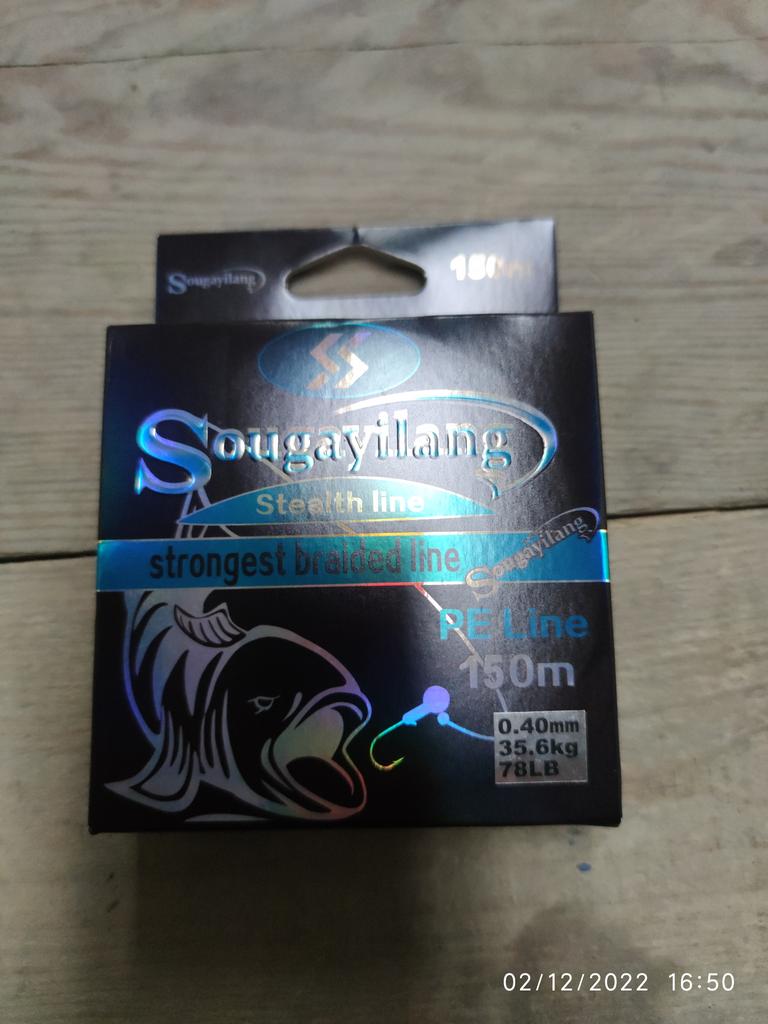 Sougayilang
150m
Sougayilang
Stealth line
strongest braided line
Sougayilang
PE Line
150m
0.40mm
35.6kg
78LB
02/12/2022 16:50